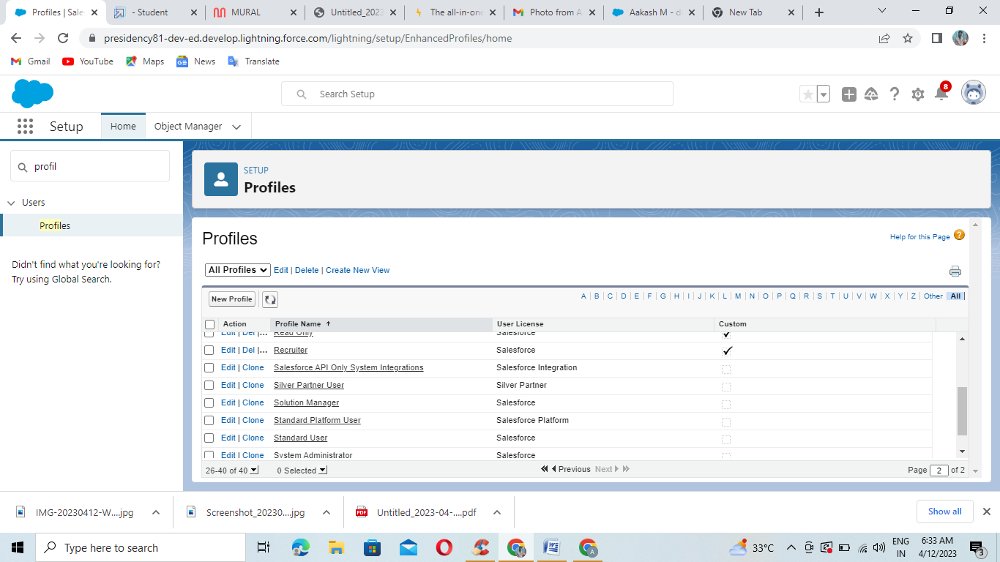 Profiles | Sale
- Student
MURAL
Untitled_2023
The all-in-one
Photo from A
Aakash M - d
New Tab
presidency81-dev-ed.develop.lightning.force.com/lightning/setup/EnhancedProfiles/home
Gmail YouTube Maps News Translate
Search Setup
8
Setup Home Object Manager
profil
Users
Profiles
Didn't find what you're looking for?
Try using Global Search.
SETUP
Profiles
Profiles
Help for this Page ?
All Profiles Edit | Delete | Create New View
New Profile
A | B | C | D | E | F | G | H | I | J | K | L | M | N | O | P | Q | R | S | T | U | V | W | X | Y | Z | Other | All
Action Profile Name User License Custom
Edit | Del |... Read Only Salesforce
Edit | Del |... Recruiter Salesforce
Edit | Clone Salesforce API Only System Integrations Salesforce Integration
Edit | Clone Silver Partner User Silver Partner
Edit | Clone Solution Manager Salesforce
Edit | Clone Standard Platform User Salesforce Platform
Edit | Clone Standard User Salesforce
Edit | Clone System Administrator Salesforce
26-40 of 40 0 Selected Previous Next Page 2 of 2
IMG-20230412-W....jpg
Screenshot_20230....jpg
PDF Untitled_2023-04-....pdf
Show all
Type here to search
33°C
ENG
IN
6:33 AM
4/12/2023
3